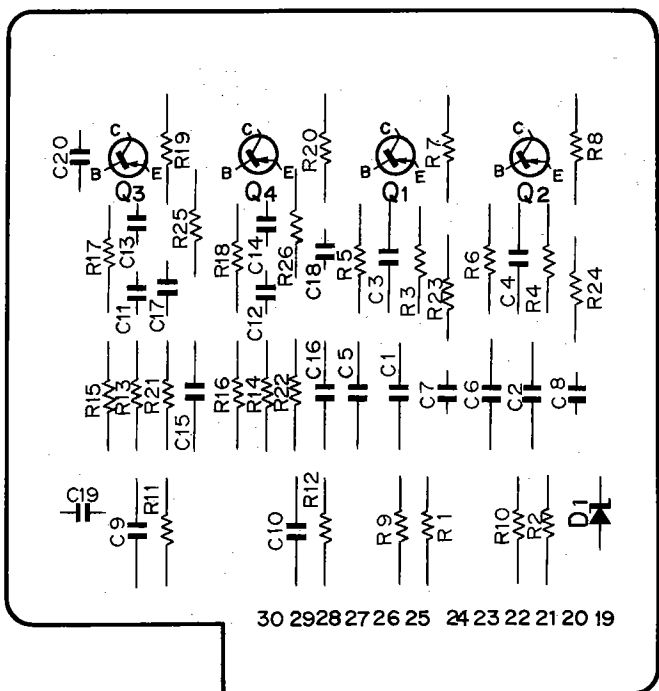 C20 C R19 C R20 C R7 C R8
B E B E B E B E
Q3 Q4 Q1 Q2
R17 C13 R25 R18 C14 R26 C18 R5 C3 R3 R23 R6 C4 R4 R24
C11 C17 C12
R15 R13 R21 C15 R16 R14 R22 C16 C5 C1 C7 C6 C2 C8
C19 C9 R11 C10 R12 R9 R1 R10 R2 D1
30 29 28 27 26 25 24 23 22 21 20 19